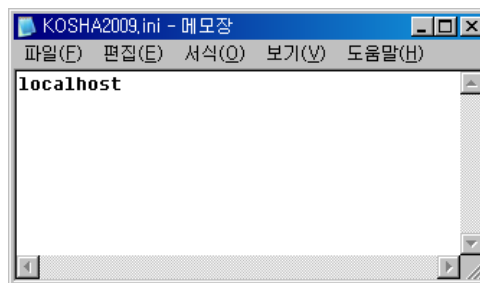 KOSHA2009.ini - 메모장
파일(F) 편집(E) 서식(O) 보기(V) 도움말(H)
localhost